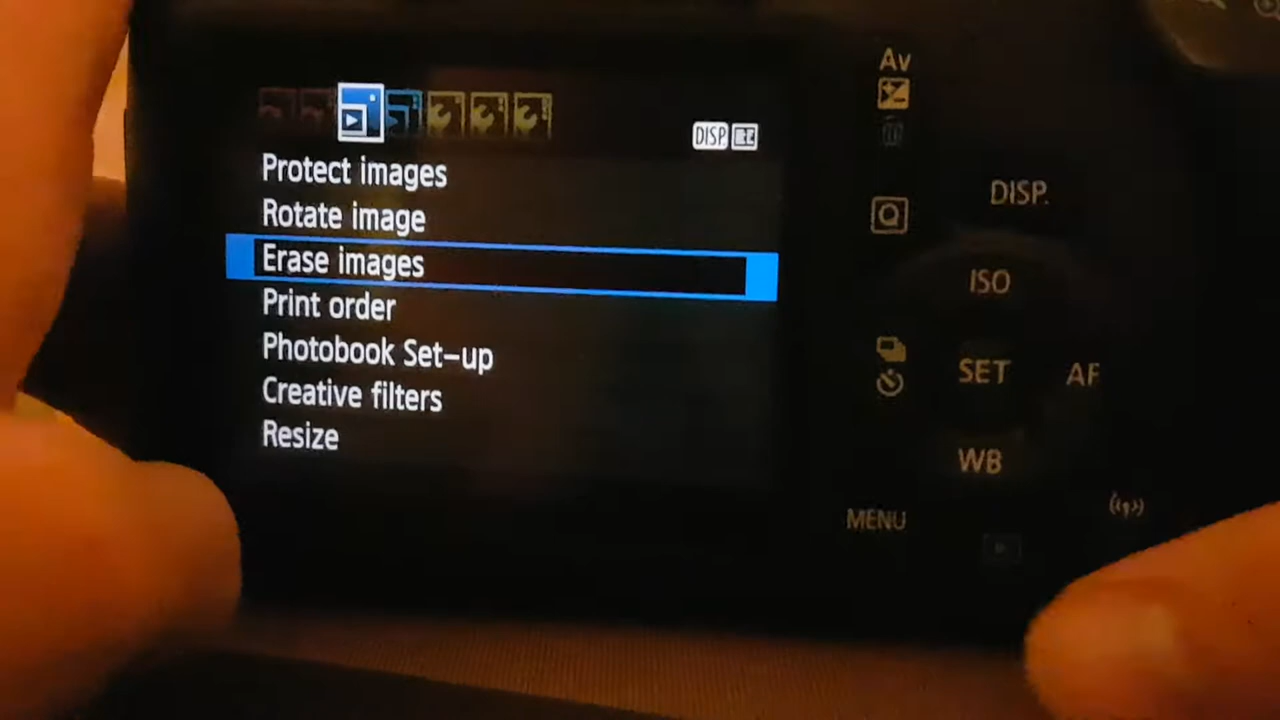 DISP
Protect images
Rotate image
Erase images
Print order
Photobook Set-up
Creative filters
Resize
Av
Q
DISP.
ISO
SET
AF
WB
MENU